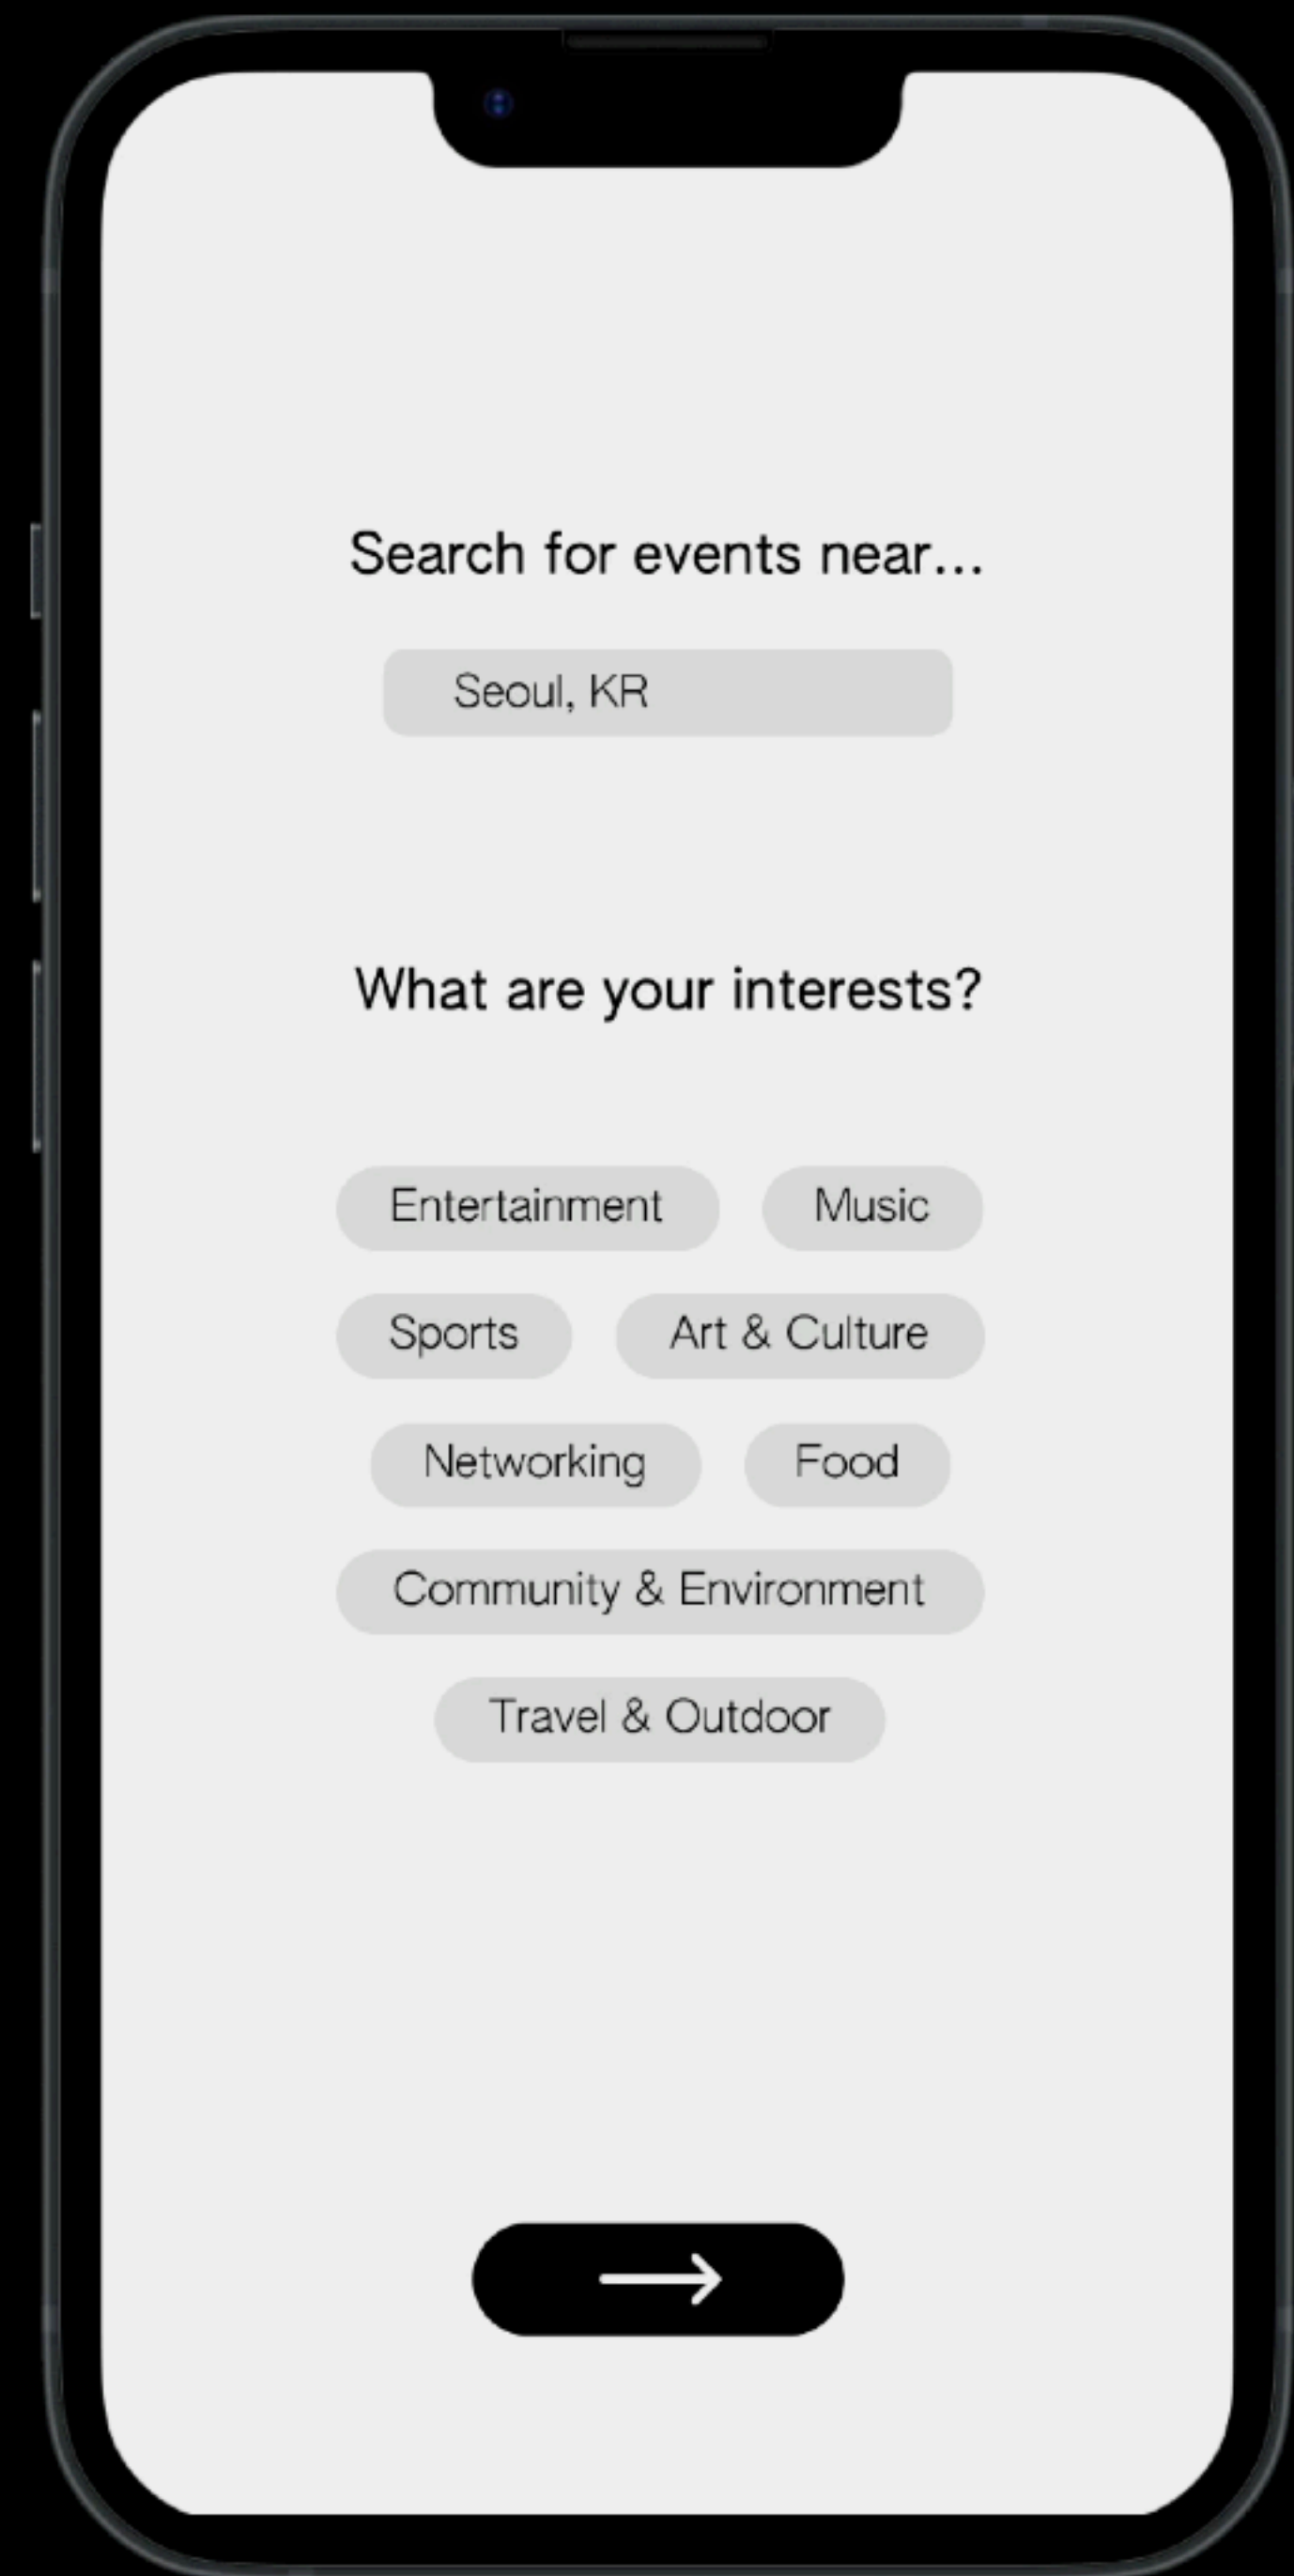 Search for events near...
Seoul, KR
What are your interests?
Entertainment Music
Sports Art & Culture
Networking Food
Community & Environment
Travel & Outdoor